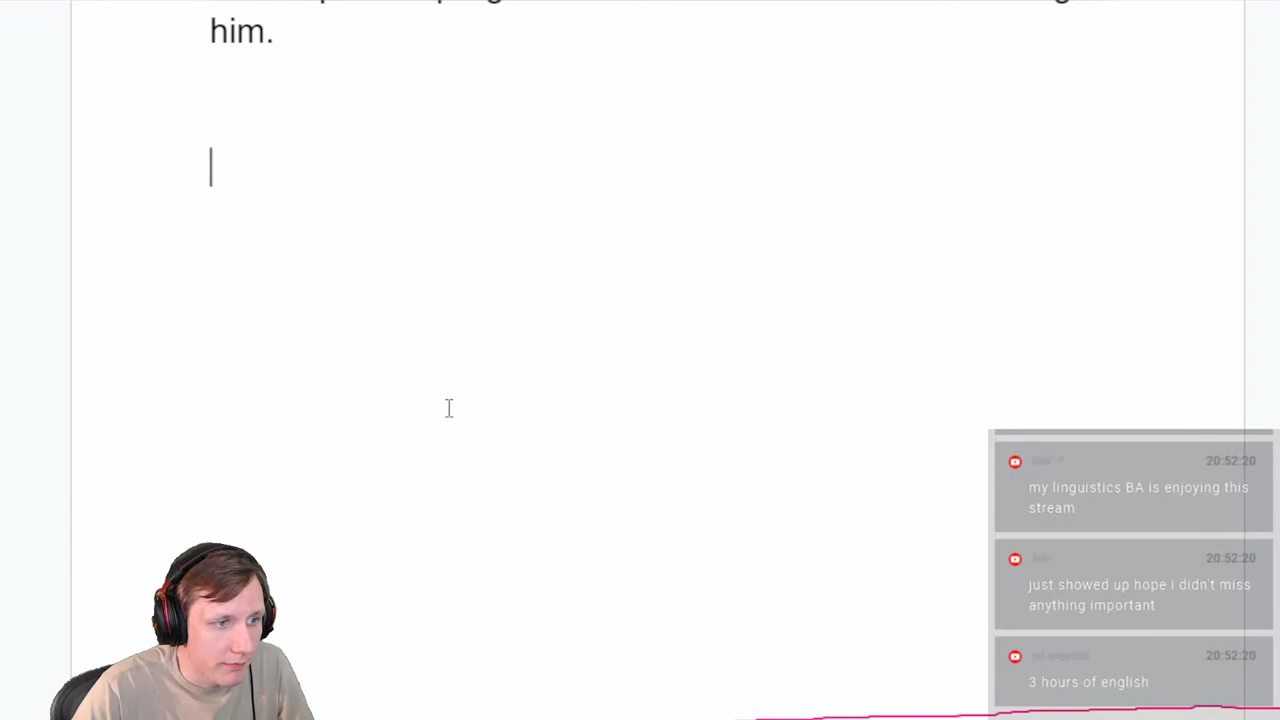 him.
20:52:20
my linguistics BA is enjoying this
stream
20:52:20
just showed up hope i didn't miss
anything important
20:52:20
3 hours of english